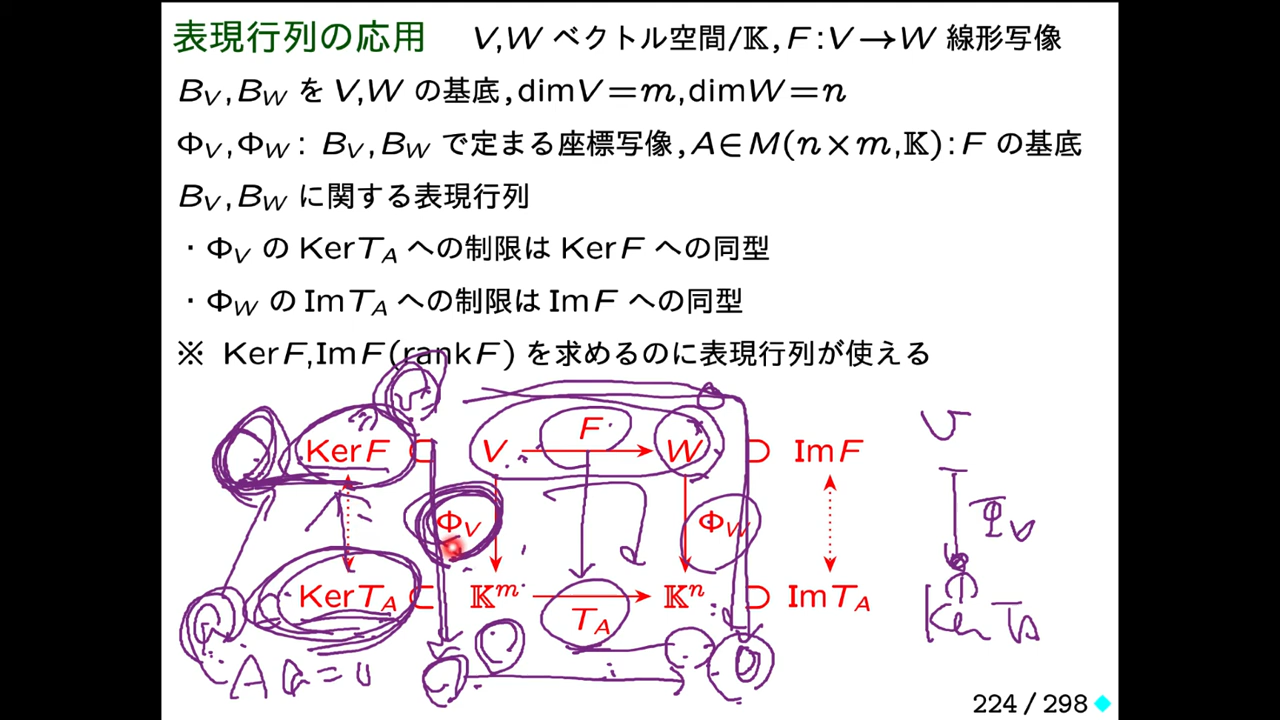 表現行列の応用 V,W ベクトル空間/𝕂,F:V→W 線形写像
B_V,B_W を V,W の基底,dimV=m,dimW=n
Φ_V,Φ_W: B_V,B_W で定まる座標写像,A∈M(n×m,𝕂):F の基底
B_V,B_W に関する表現行列
・Φ_V の KerT_A への制限は KerF への同型
・Φ_W の ImT_A への制限は ImF への同型
※ KerF,ImF(rankF) を求めるのに表現行列が使える
KerF V F W ImF V
Φ_V Φ_W Φ_V
KerT_A 𝕂^m T_A 𝕂^n ImT_A Ker T_A
224 / 298